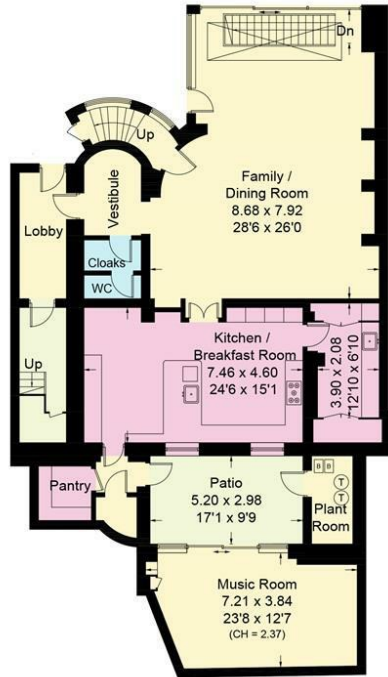 Dn
Up
Family /
Dining Room
8.68 x 7.92
28'6 x 26'0
Vestibule
Lobby
Cloaks
WC
Up
Kitchen /
Breakfast Room
7.46 x 4.60
24'6 x 15'1
3.90 x 2.08
12'10 x 6'10
Patio
5.20 x 2.98
17'1 x 9'9
B B
T
T
Plant
Room
Pantry
Music Room
7.21 x 3.84
23'8 x 12'7
(CH = 2.37)